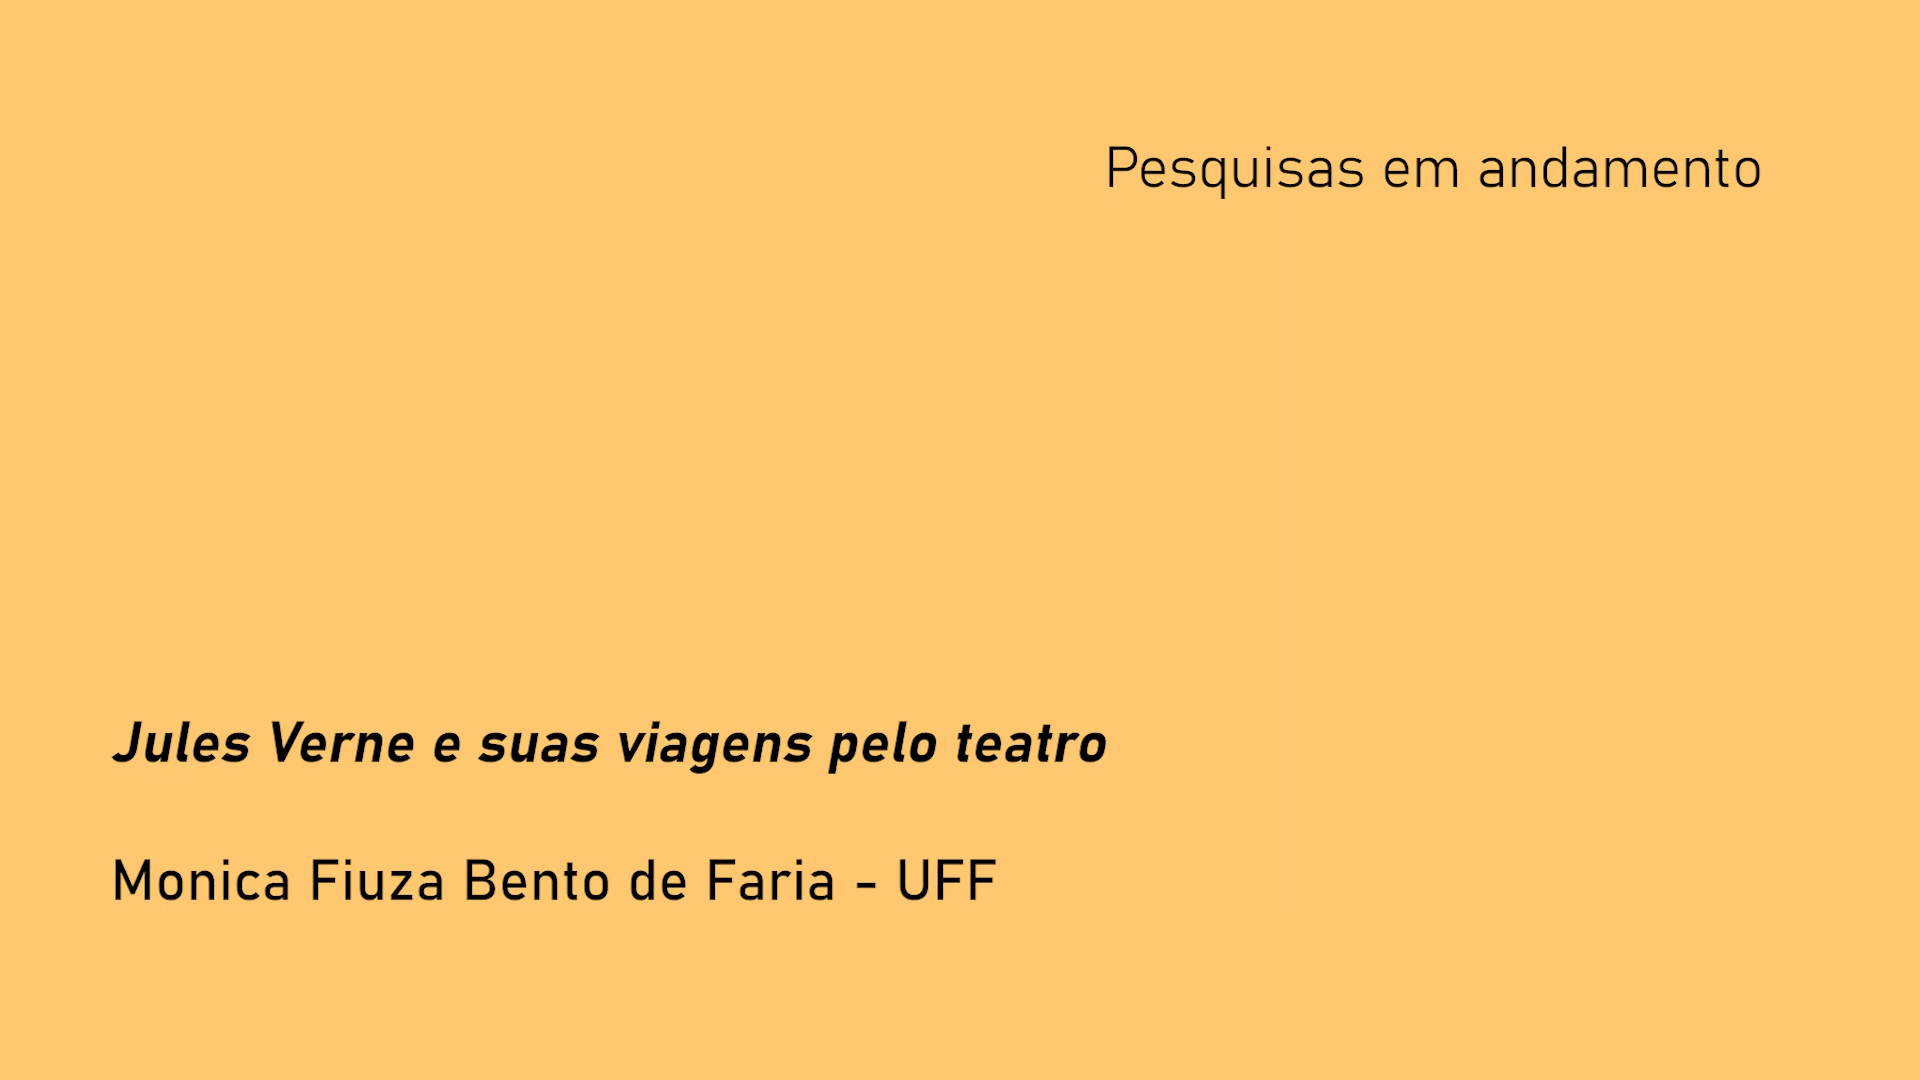 Pesquisas em andamento
Jules Verne e suas viagens pelo teatro
Monica Fiuza Bento de Faria - UFF